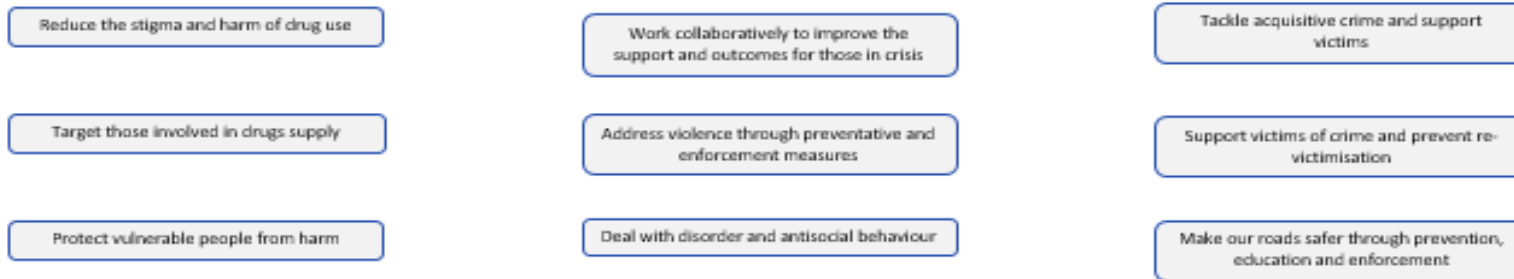 Reduce the stigma and harm of drug use
Work collaboratively to improve the
support and outcomes for those in crisis
Tackle acquisitive crime and support
victims
Target those involved in drugs supply
Address violence through preventative and
enforcement measures
Support victims of crime and prevent re-
victimisation
Protect vulnerable people from harm
Deal with disorder and antisocial behaviour
Make our roads safer through prevention,
education and enforcement